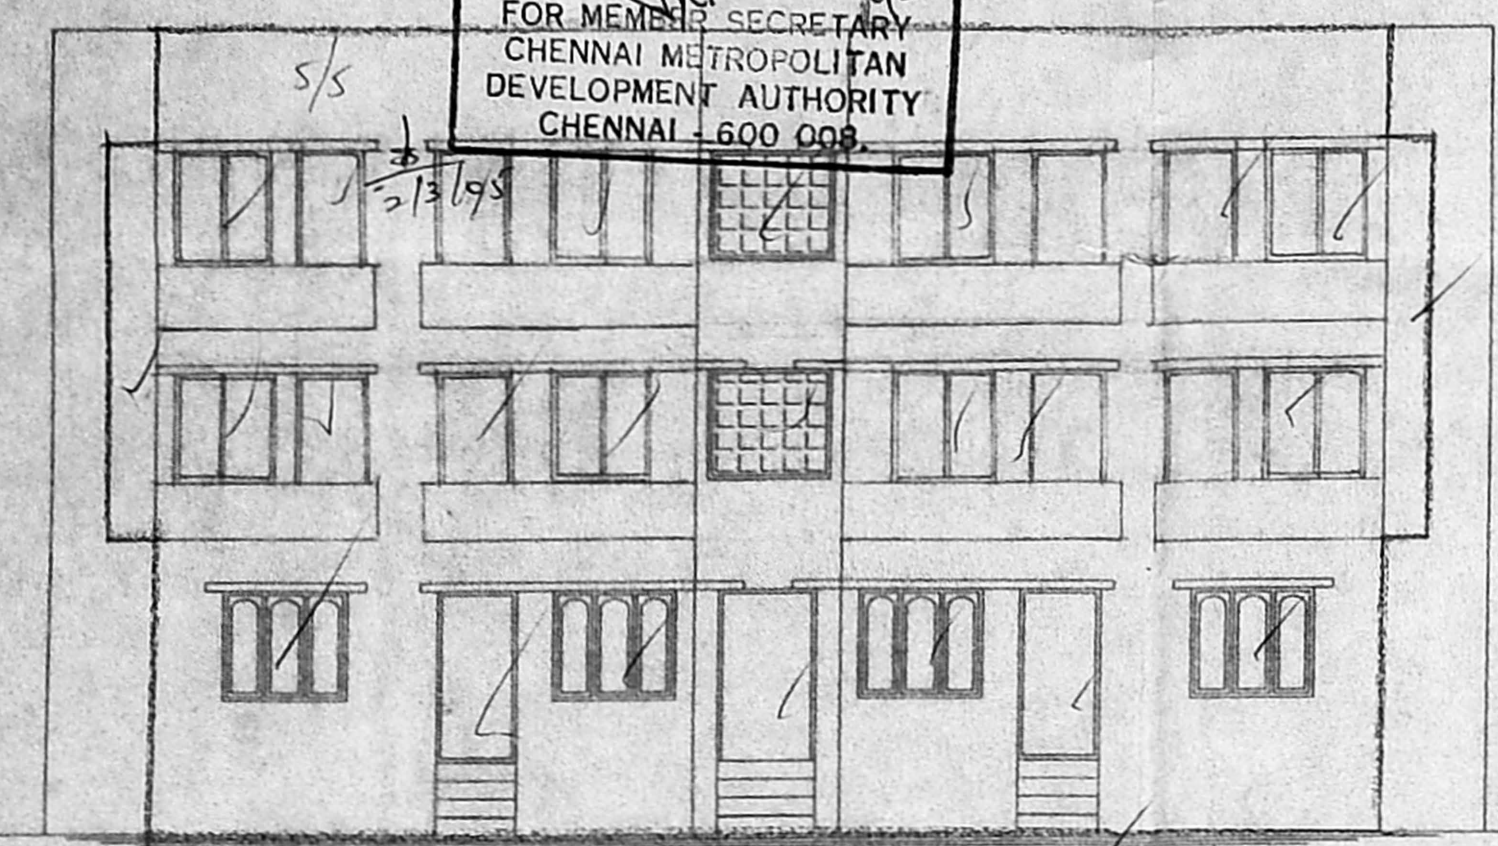 FOR MEMBER SECRETARY
CHENNAI METROPOLITAN
DEVELOPMENT AUTHORITY
CHENNAI - 600 008.
5/5
2/3/95